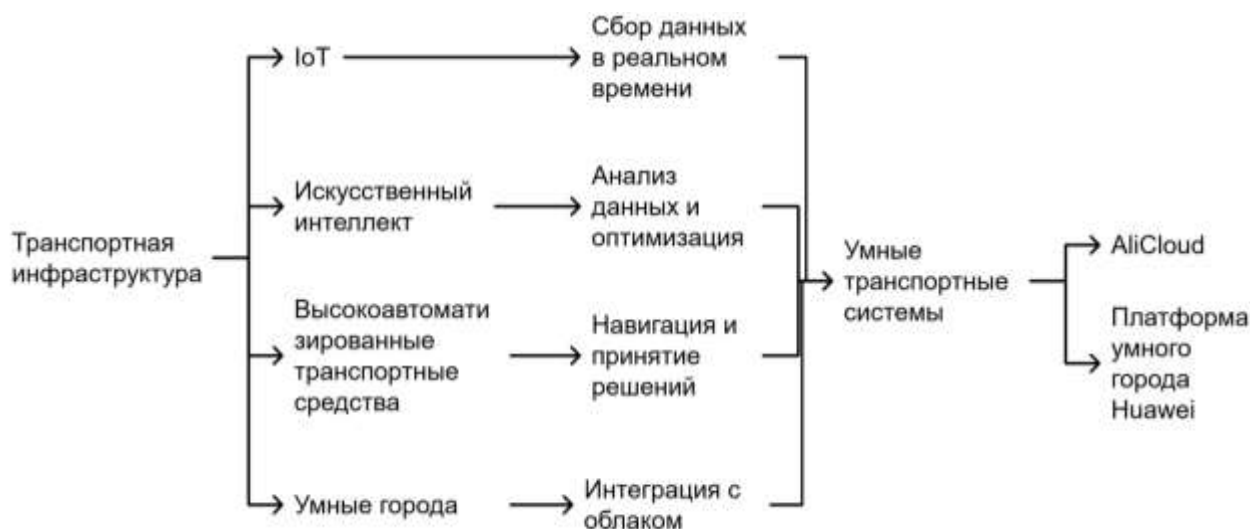 Транспортная
инфраструктура
IoT
Сбор данных
в реальном
времени
Искусственный
интеллект
Анализ
данных и
оптимизация
Высокоавтомати
зированные
транспортные
средства
Навигация и
принятие
решений
Умные города
Интеграция с
облаком
Умные
транспортные
системы
AliCloud
Платформа
умного
города
Huawei